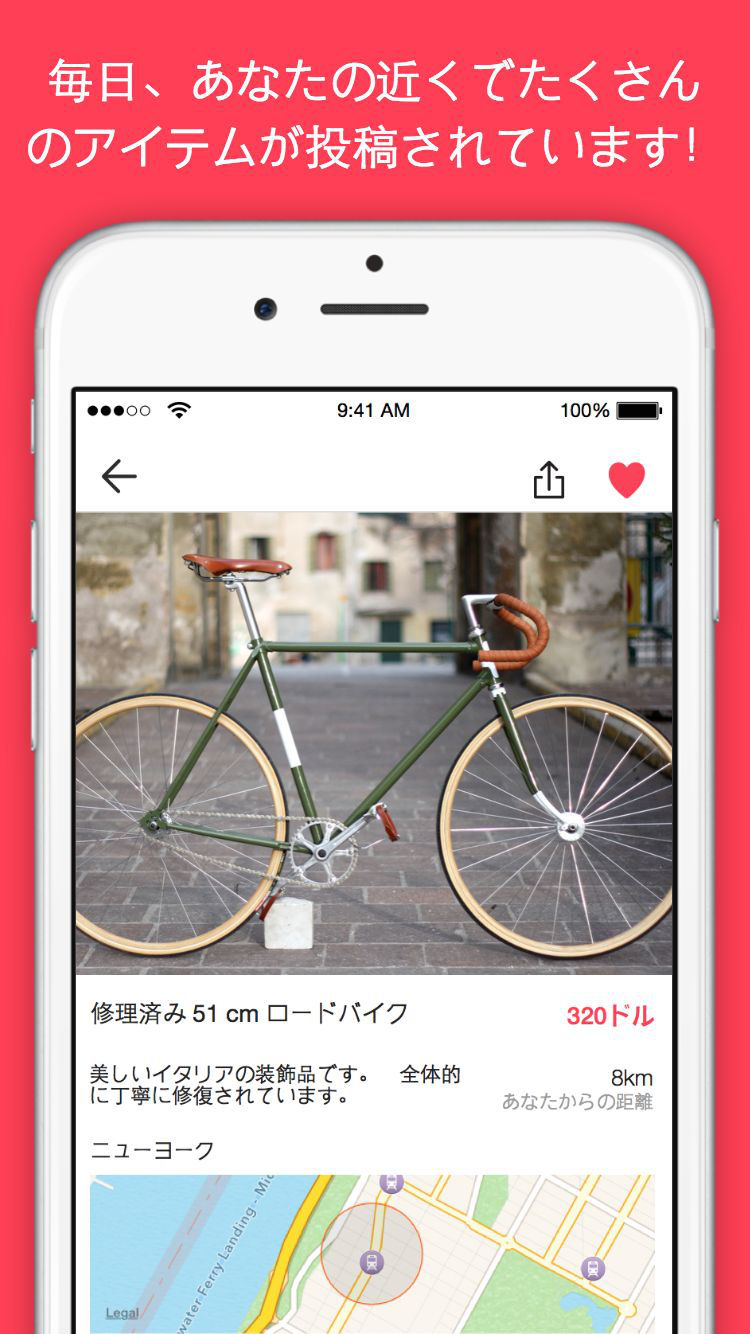 毎日、あなたの近くでたくさん
のアイテムが投稿されています!
9:41 AM
100%
修理済み 51 cm ロードバイク
320ドル
美しいイタリアの装飾品です。 全体的
に丁寧に修復されています。
8km
あなたからの距離
ニューヨーク
water Ferry Landing - Mid
Legal